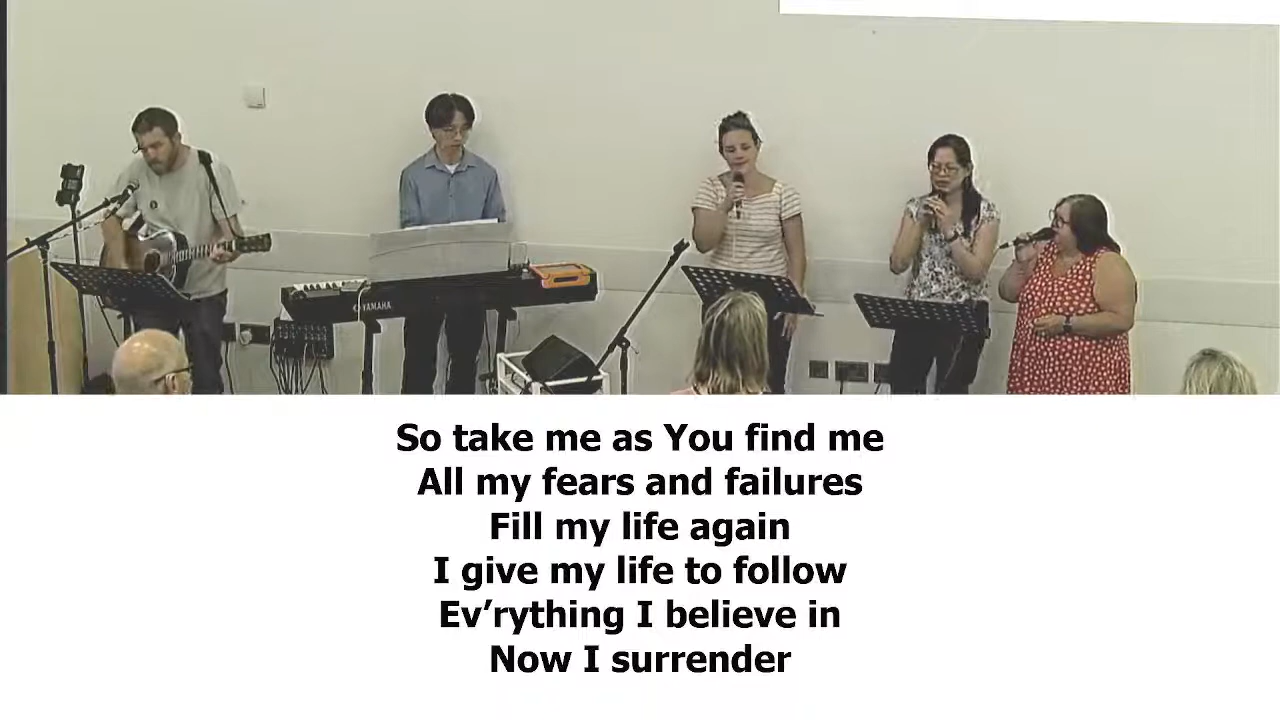 YAMAHA
So take me as You find me
All my fears and failures
Fill my life again
I give my life to follow
Ev’rything I believe in
Now I surrender